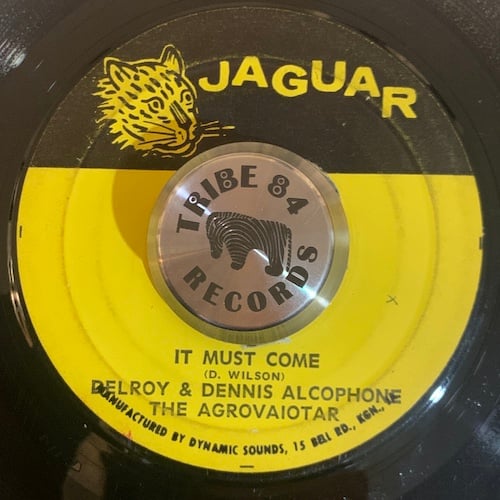 JAGUAR
TRIBE 84
RECORDS
IT MUST COME
(D. WILSON)
DELROY & DENNIS ALCOPHONE
THE AGROVAIOTAR
MANUFACTURED BY DYNAMIC SOUNDS, 15 BELL RD., KGN.,